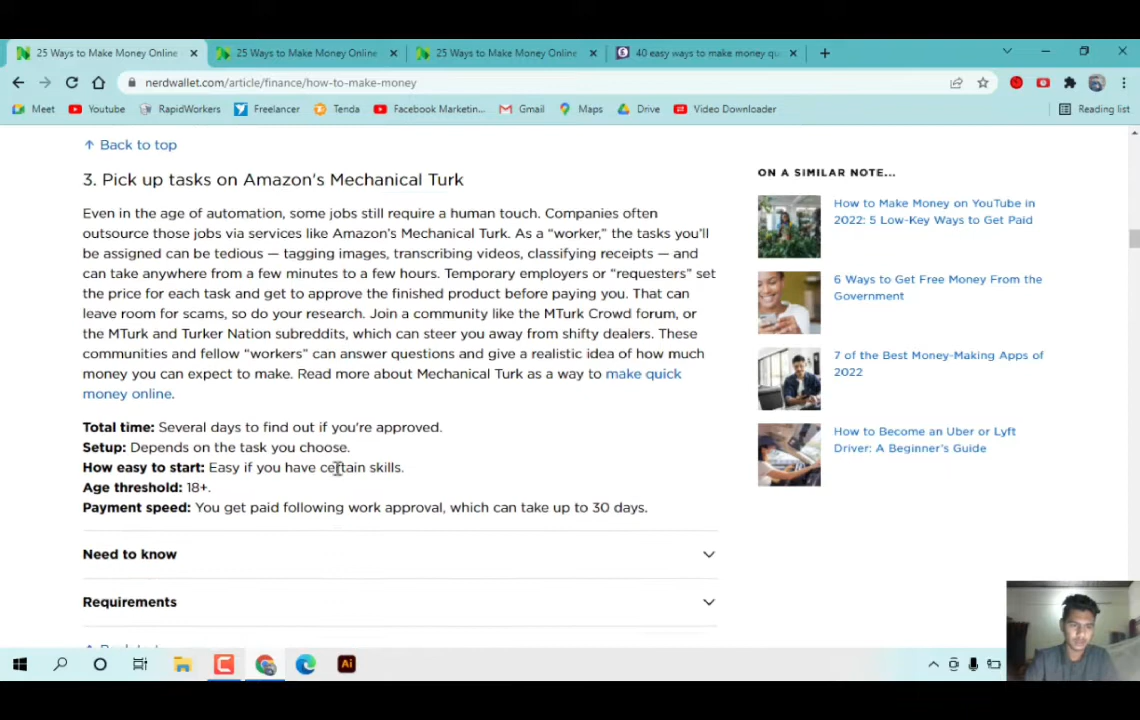 25 Ways to Make Money Online
25 Ways to Make Money Online
25 Ways to Make Money Online
40 easy ways to make money qu
nerdwallet.com/article/finance/how-to-make-money
Meet
Youtube
RapidWorkers
Freelancer
Tenda
Facebook Marketin...
Gmail
Maps
Drive
Video Downloader
Reading list
Back to top
3. Pick up tasks on Amazon's Mechanical Turk
Even in the age of automation, some jobs still require a human touch. Companies often
outsource those jobs via services like Amazon's Mechanical Turk. As a “worker,” the tasks you'll
be assigned can be tedious — tagging images, transcribing videos, classifying receipts — and
can take anywhere from a few minutes to a few hours. Temporary employers or “requesters” set
the price for each task and get to approve the finished product before paying you. That can
leave room for scams, so do your research. Join a community like the MTurk Crowd forum, or
the MTurk and Turker Nation subreddits, which can steer you away from shifty dealers. These
communities and fellow “workers” can answer questions and give a realistic idea of how much
money you can expect to make. Read more about Mechanical Turk as a way to make quick
money online.
Total time: Several days to find out if you're approved.
Setup: Depends on the task you choose.
How easy to start: Easy if you have certain skills.
Age threshold: 18+.
Payment speed: You get paid following work approval, which can take up to 30 days.
Need to know
Requirements
ON A SIMILAR NOTE...
How to Make Money on YouTube in
2022: 5 Low-Key Ways to Get Paid
6 Ways to Get Free Money From the
Government
7 of the Best Money-Making Apps of
2022
How to Become an Uber or Lyft
Driver: A Beginner's Guide
Ai